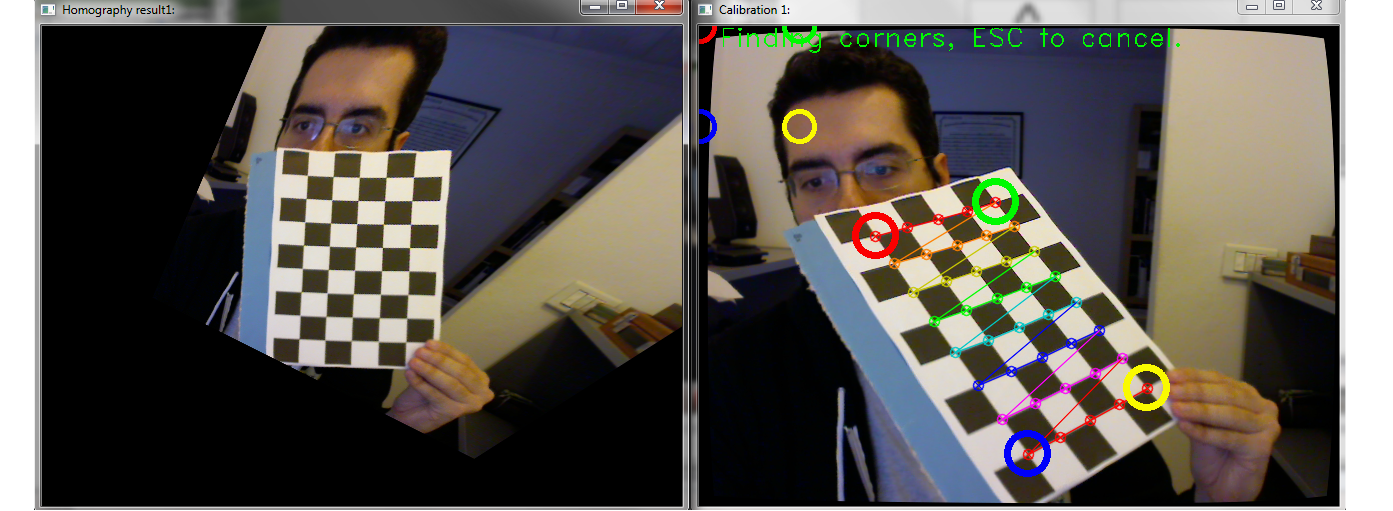 Homography result1:
Calibration 1:
Finding corners, ESC to cancel.